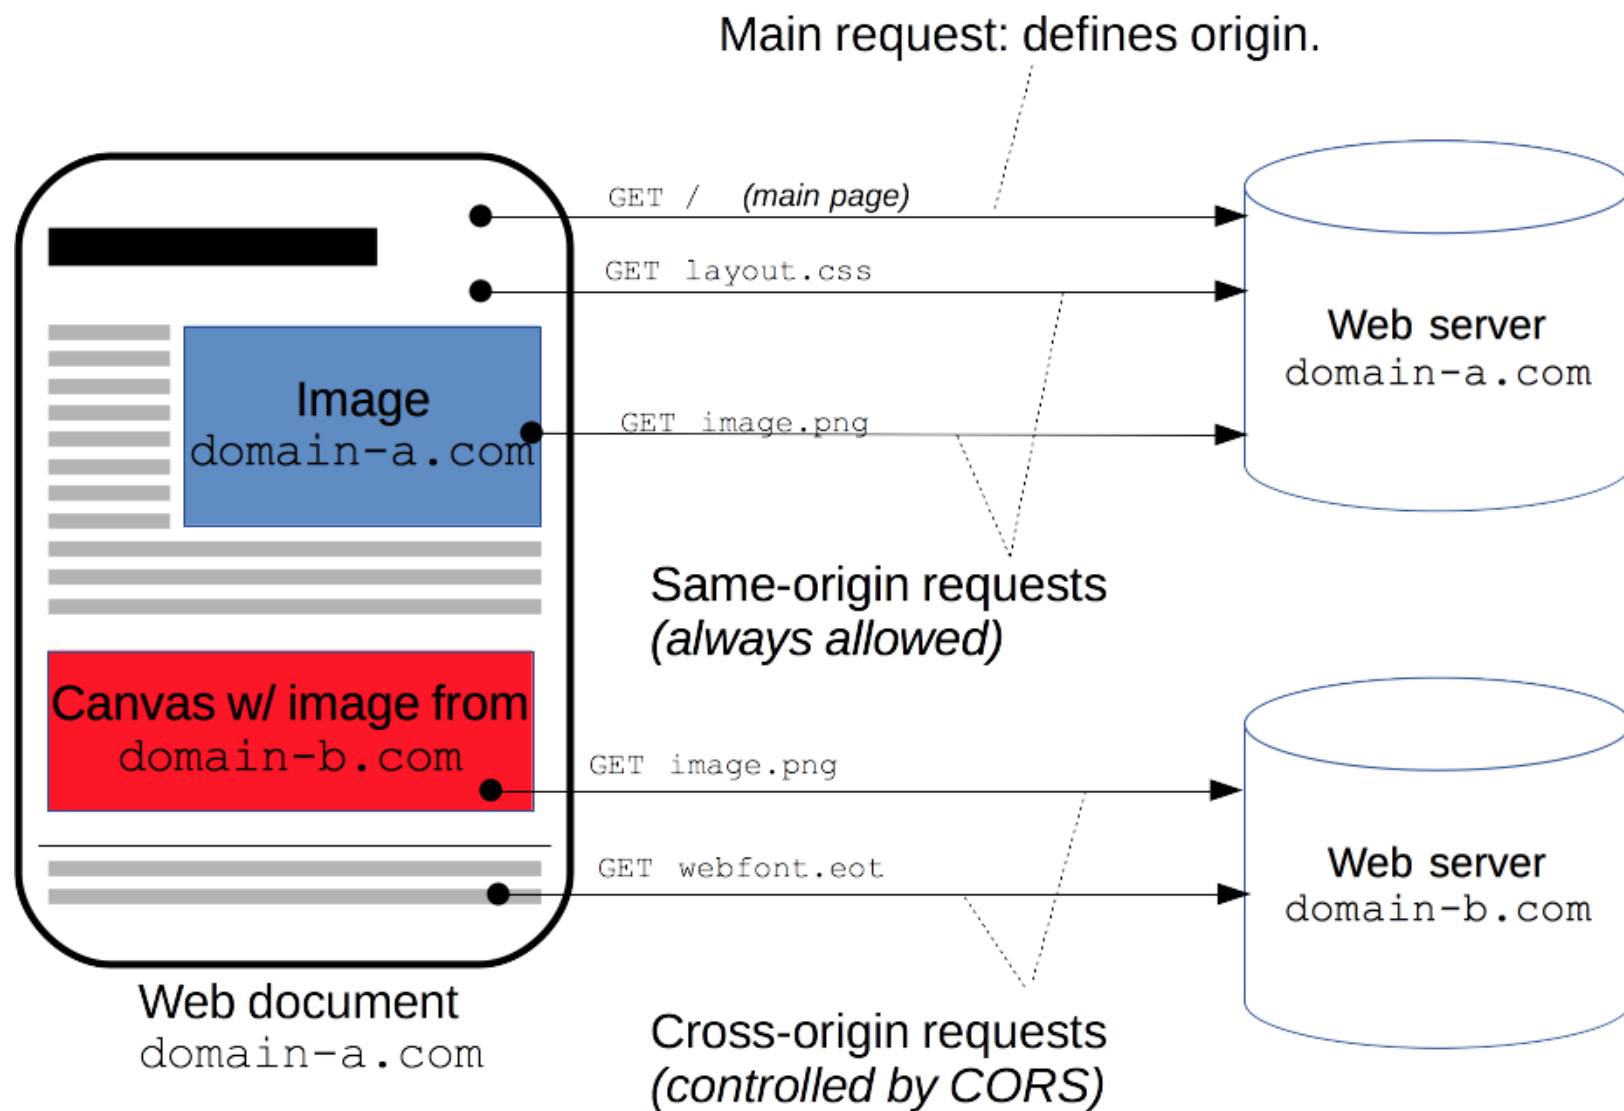 Main request: defines origin.
GET / (main page)
GET layout.css
Image
domain-a.com
GET image.png
Web server
domain-a.com
Same-origin requests
(always allowed)
Canvas w/ image from
domain-b.com
GET image.png
GET webfont.eot
Web server
domain-b.com
Web document
domain-a.com
Cross-origin requests
(controlled by CORS)